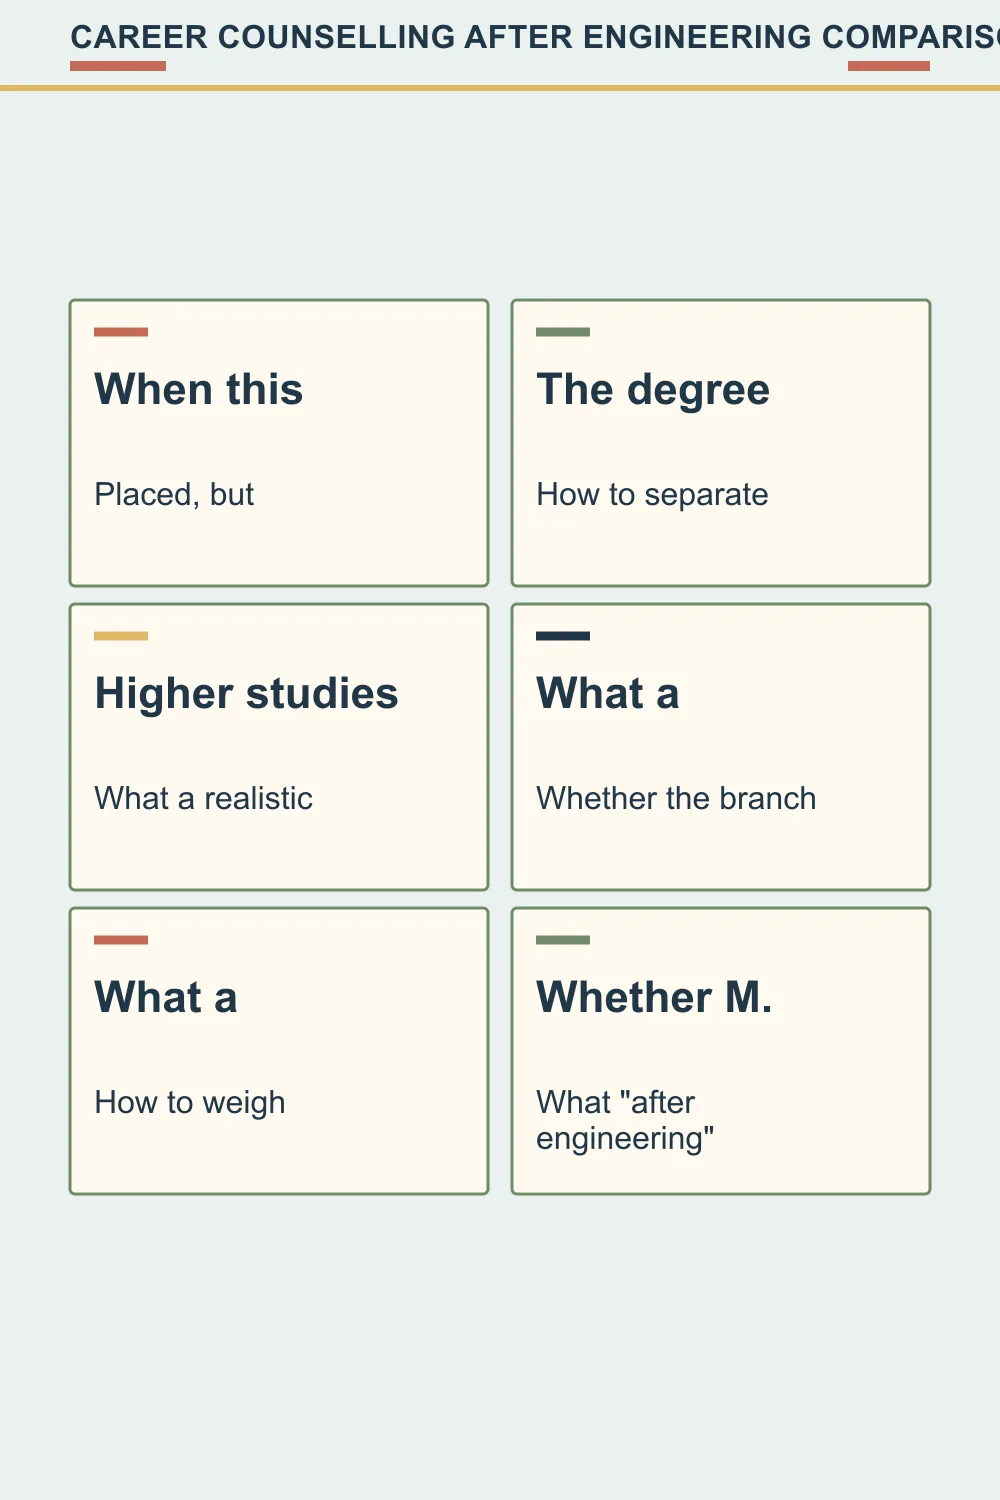 CAREER COUNSELLING AFTER ENGINEERING COMPARISO
When this
Placed, but
The degree
How to separate
Higher studies
What a realistic
What a
Whether the branch
What a
How to weigh
Whether M.
What "after
engineering"